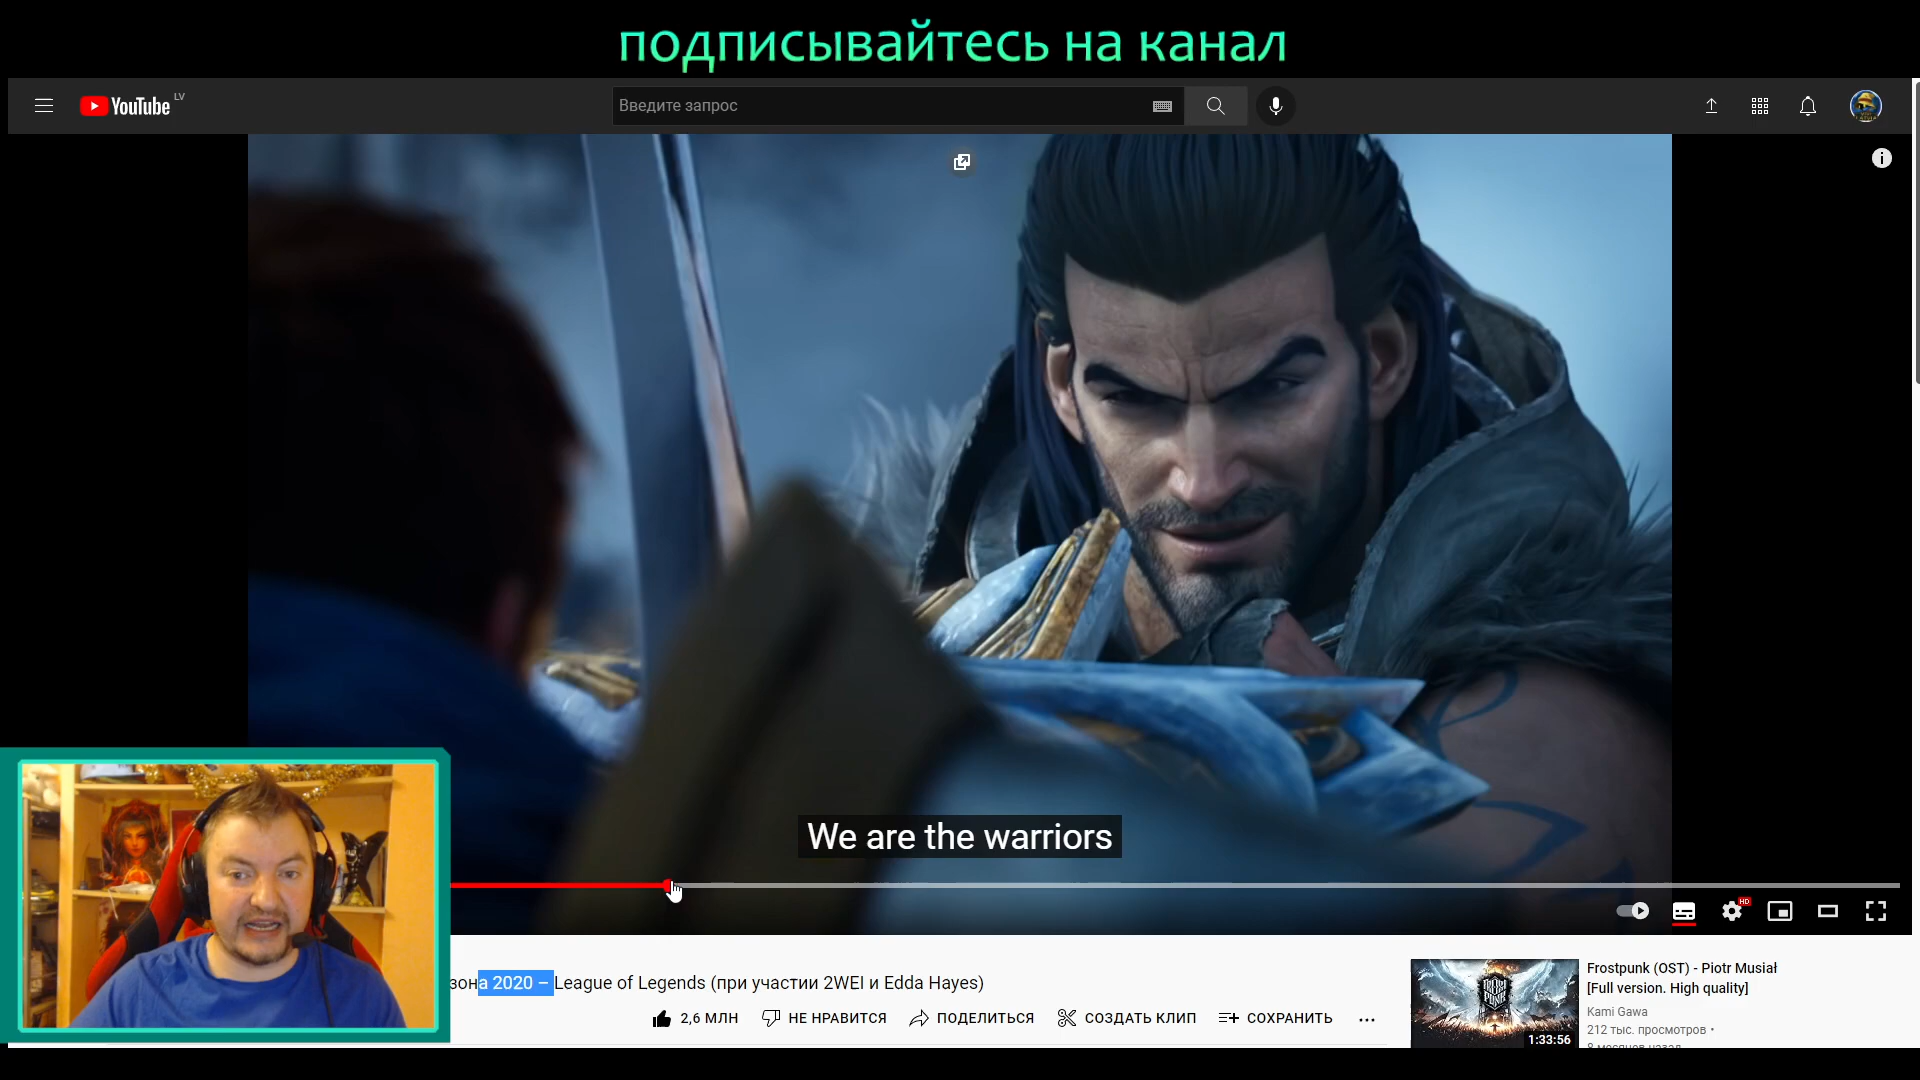 подписывайтесь на канал
YouTube LV
Введите запрос
We are the warriors
HD
зона 2020 – League of Legends (при участии 2WEI и Edda Hayes)
2,6 МЛН
НЕ НРАВИТСЯ
ПОДЕЛИТЬСЯ
СОЗДАТЬ КЛИП
СОХРАНИТЬ
Frostpunk (OST) - Piotr Musiał
[Full version. High quality]
Kami Gawa
212 тыс. просмотров •
1:33:56